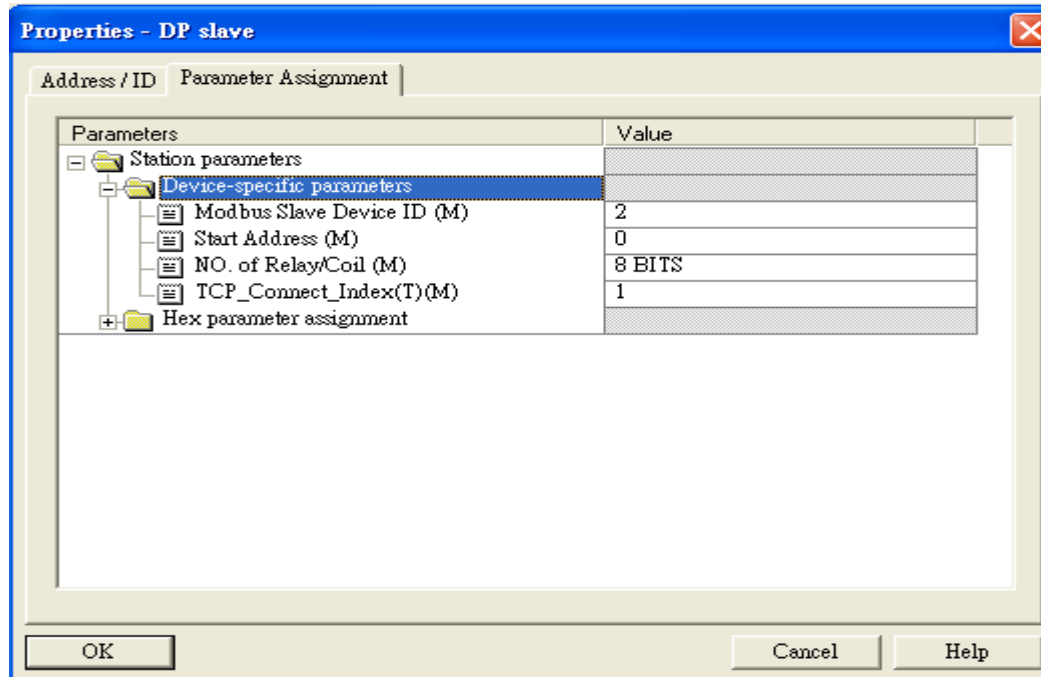 Properties - DP slave
Address / ID Parameter Assignment
Parameters Value
Station parameters
Device-specific parameters
Modbus Slave Device ID (M) 2
Start Address (M) 0
NO. of Relay/Coil (M) 8 BITS
TCP_Connect_Index(T)(M) 1
Hex parameter assignment
OK Cancel Help